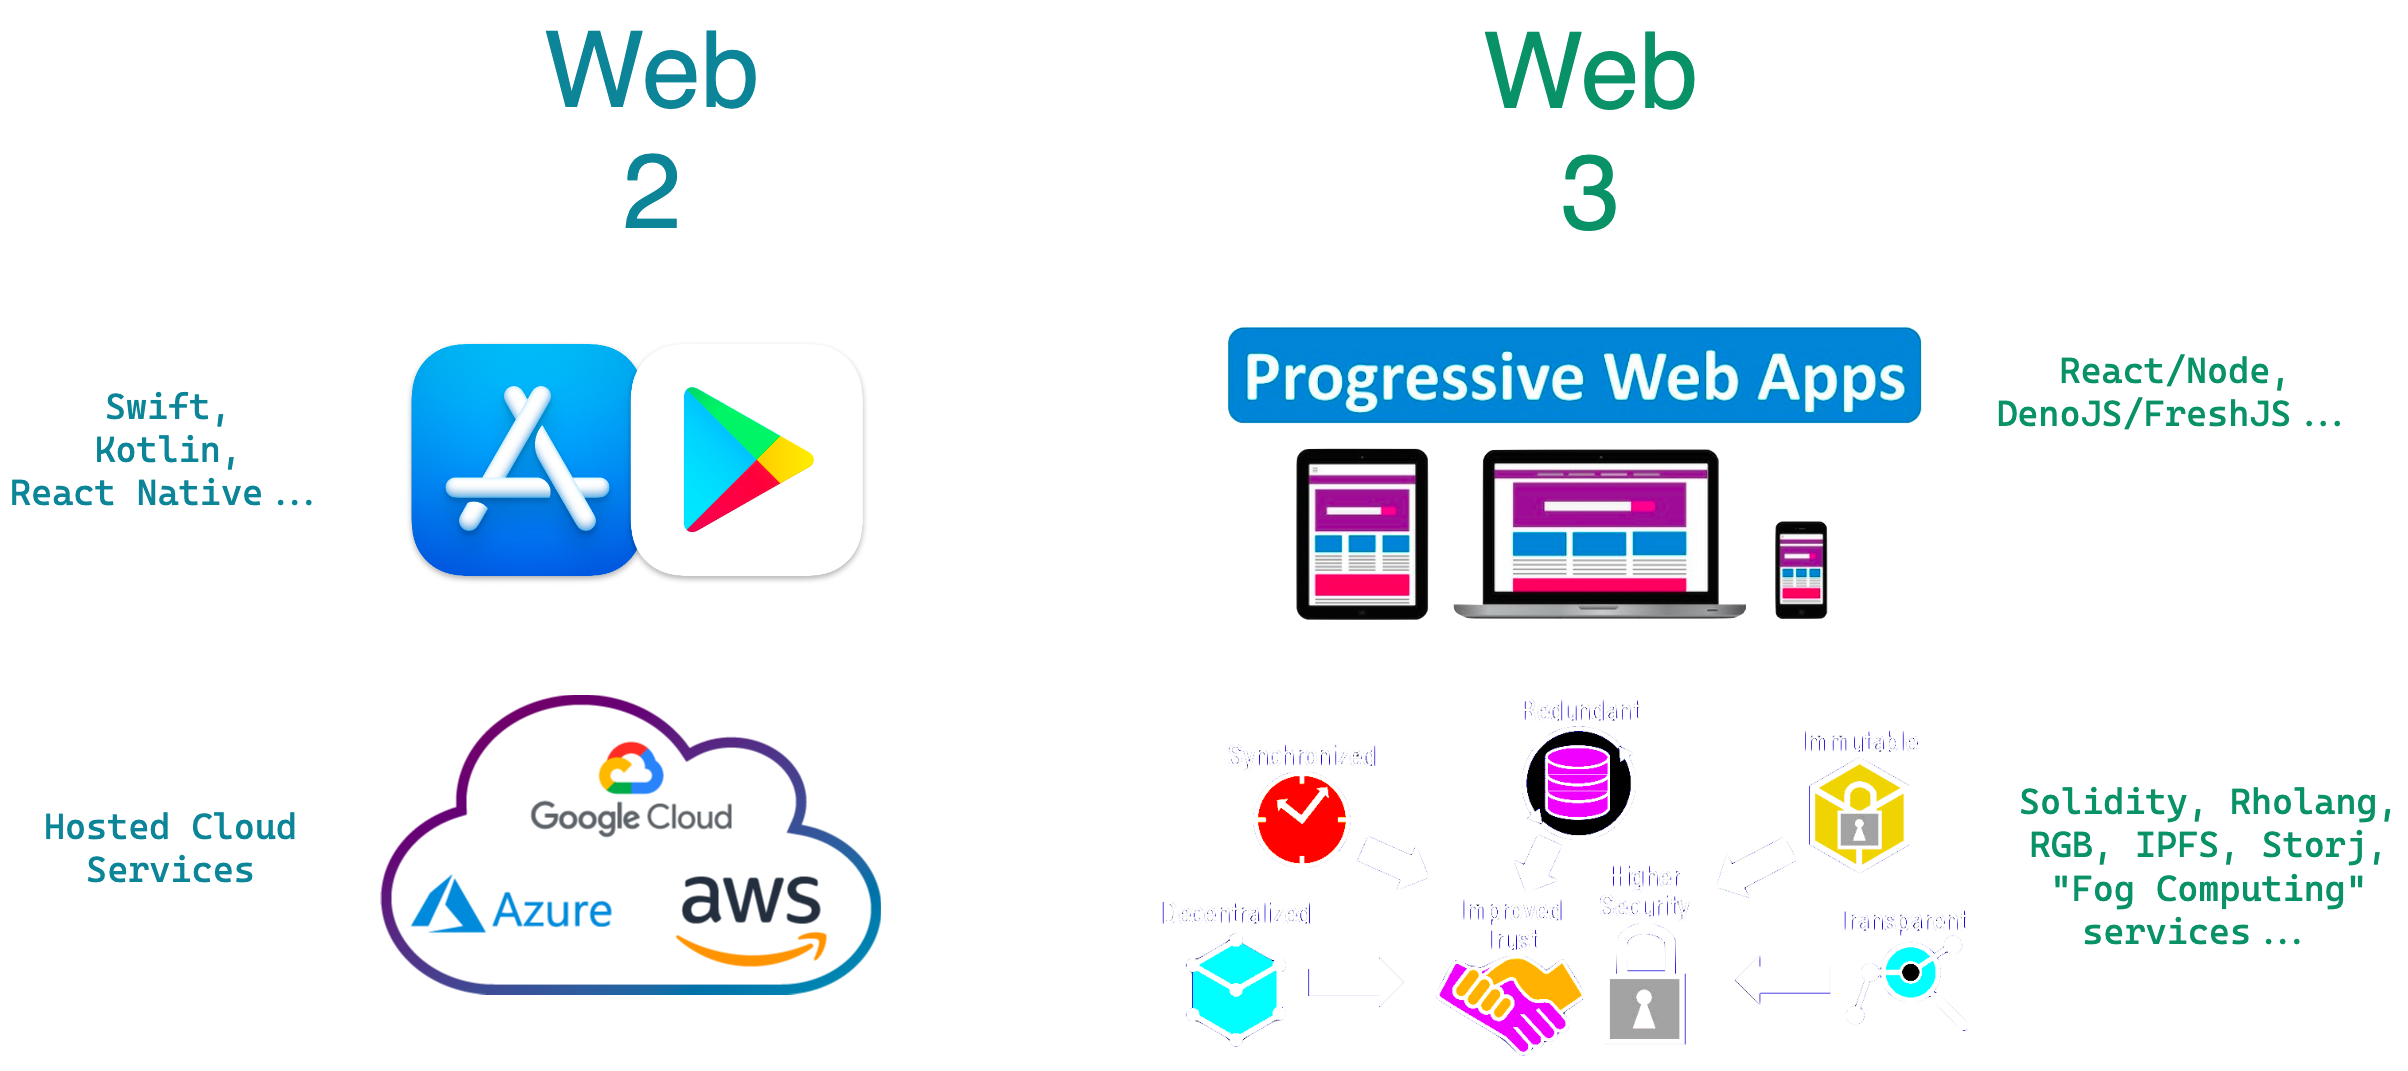 Web
2
Web
3
Swift,
Kotlin,
React Native ...
Progressive Web Apps
React/Node,
DenoJS/FreshJS ...
Hosted Cloud
Services
Google Cloud
Azure
aws
Redundant
Synchronized
Immutable
Decentralized
Improved
Trust
Higher
Security
Transparent
Solidity, Rholang,
RGB, IPFS, Storj,
"Fog Computing"
services ...